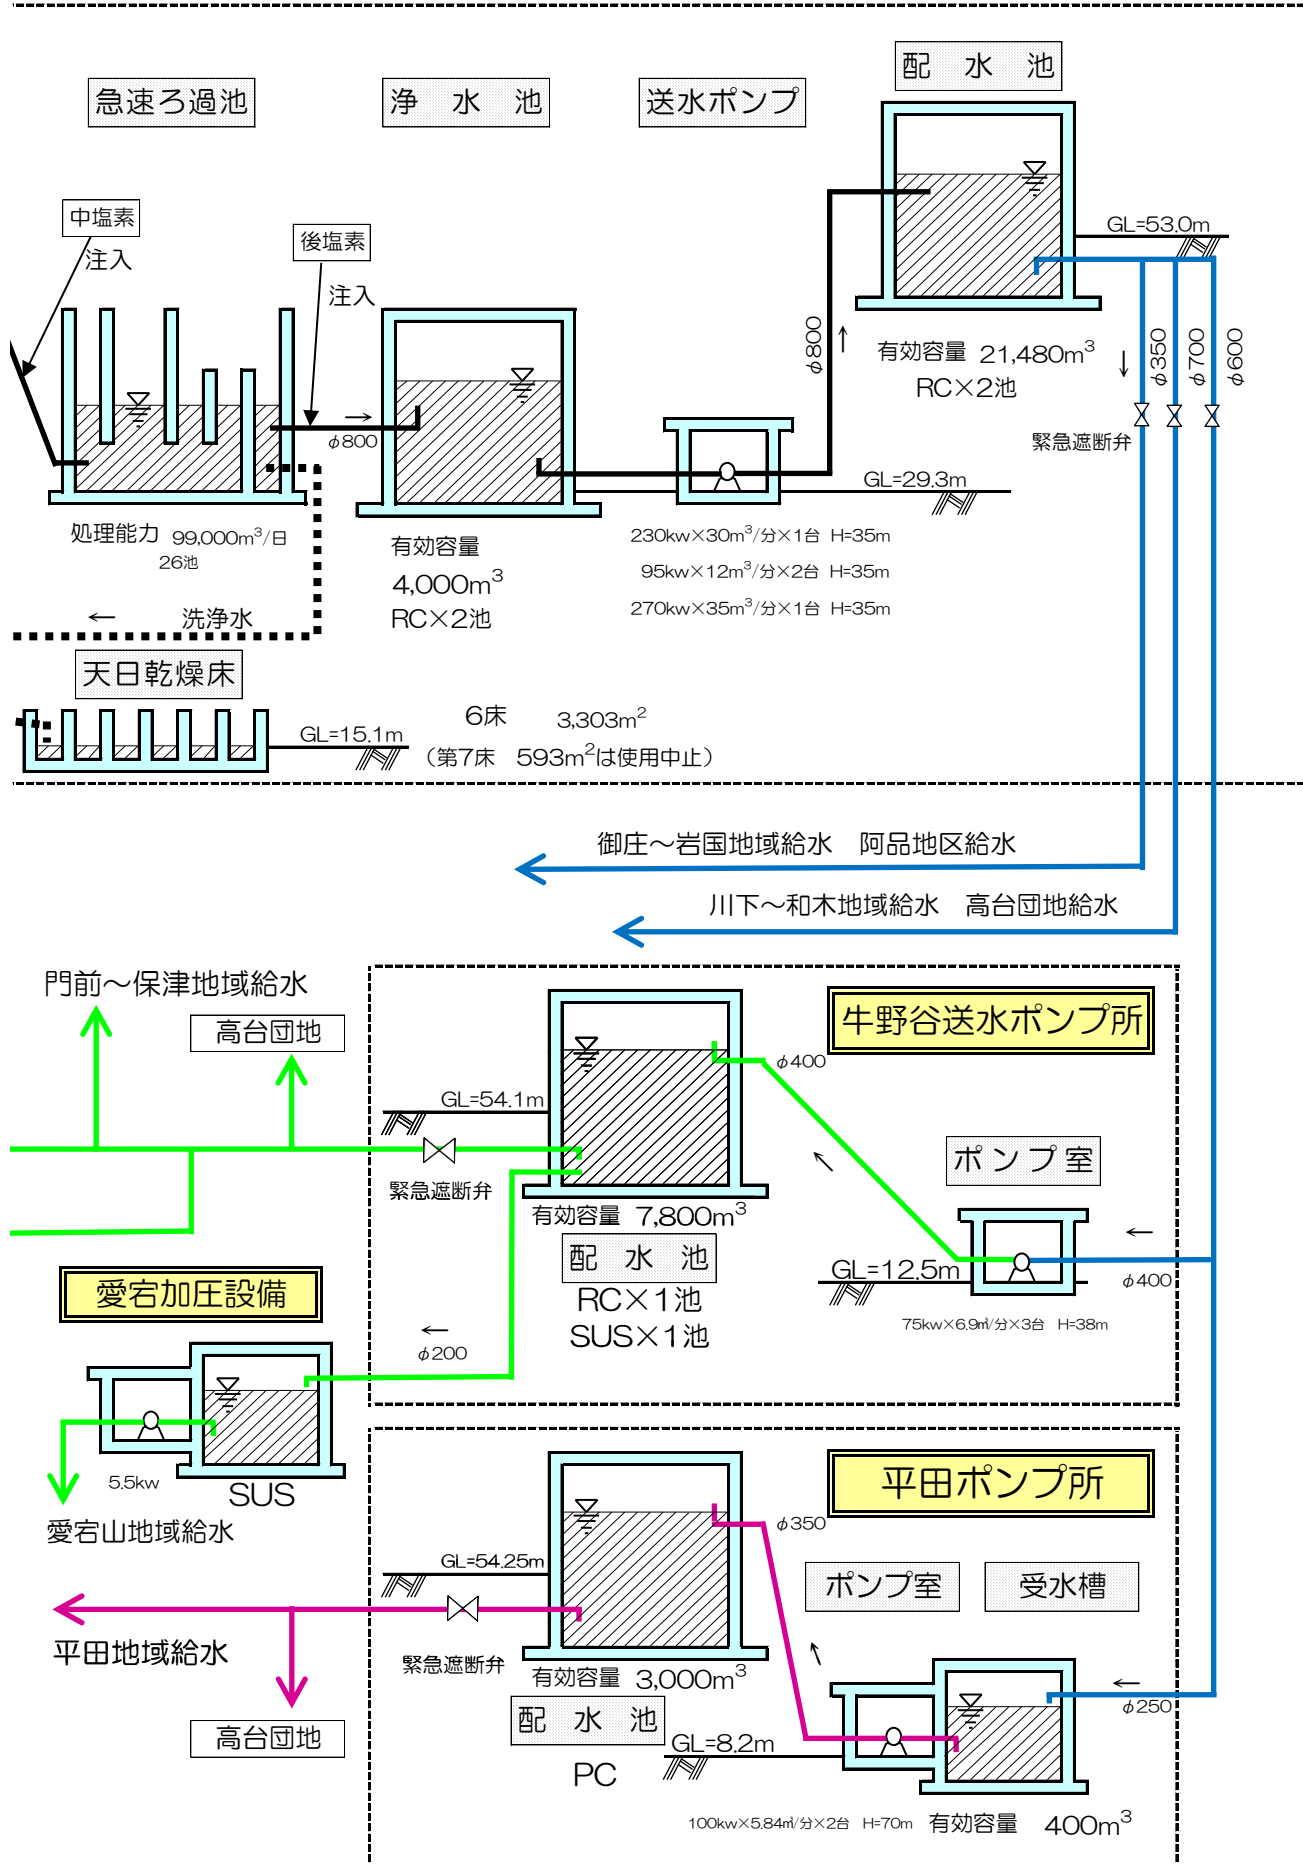 配　水　池
急速ろ過池
浄　水　池
送水ポンプ
中塩素
注入
後塩素
注入
GL=53.0m
φ800
φ350
φ700
φ600
有効容量 21,480m³
RC×2池
緊急遮断弁
φ800
GL=29.3m
処理能力 99,000m³/日
26池
有効容量
4,000m³
RC×2池
230kw×30m³/分×1台 H=35m
95kw×12m³/分×2台 H=35m
270kw×35m³/分×1台 H=35m
洗浄水
天日乾燥床
GL=15.1m
6床　3,303m²
（第7床　593m²は使用中止）
御庄～岩国地域給水　阿品地区給水
川下～和木地域給水　高台団地給水
門前～保津地域給水
高台団地
牛野谷送水ポンプ所
φ400
GL=54.1m
緊急遮断弁
ポンプ室
有効容量 7,800m³
配　水　池
RC×1池
SUS×1池
GL=12.5m
φ400
75kw×6.9㎥/分×3台 H=38m
愛宕加圧設備
φ200
5.5kw
SUS
愛宕山地域給水
平田ポンプ所
φ350
GL=54.25m
ポンプ室
受水槽
平田地域給水
緊急遮断弁
有効容量 3,000m³
配　水　池
PC
高台団地
GL=8.2m
φ250
100kw×5.84㎥/分×2台 H=70m
有効容量 400m³